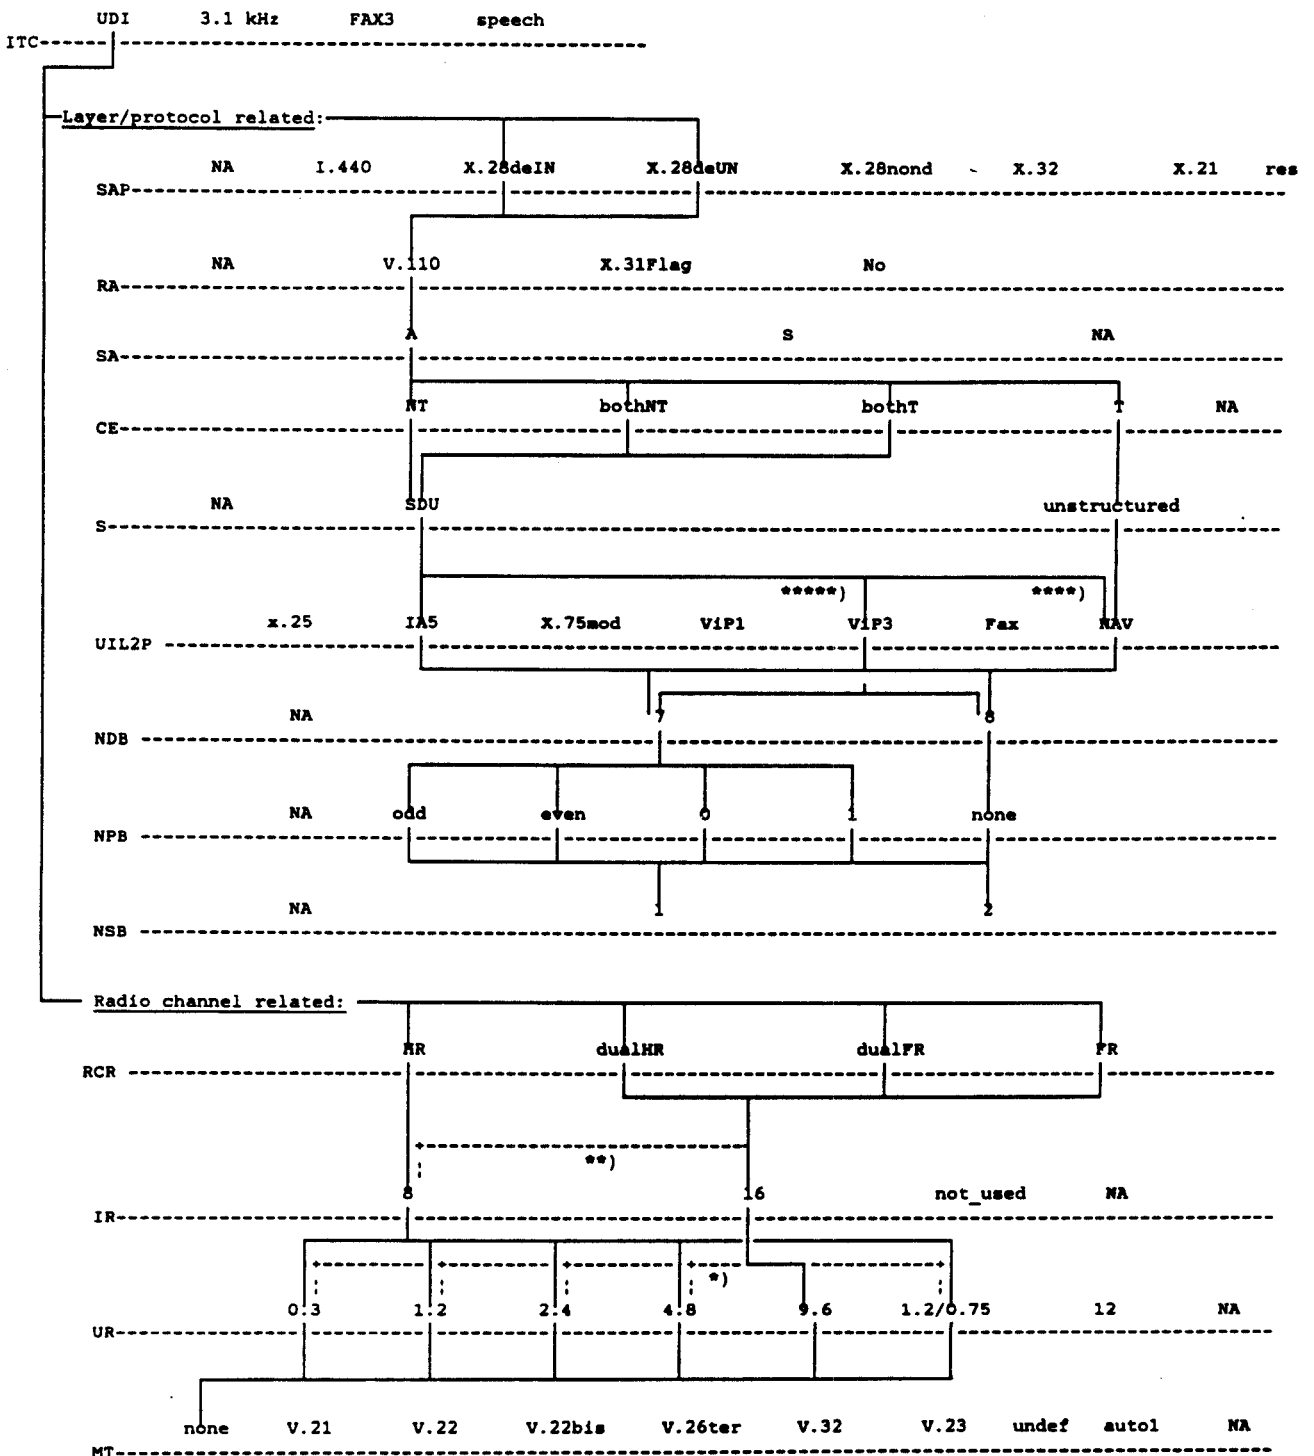 UDI 3.1 kHz FAX3 speech
ITC
Layer/protocol related:
NA I.440 X.28deIN X.28deUN X.28nond X.32 X.21 res
SAP
NA V.110 X.31Flag No
RA
A S NA
SA
NT bothNT bothT T NA
CE
NA SDU unstructured
S
*****) ****)
x.25 IA5 X.75mod ViP1 ViP3 Fax NAV
UIL2P
NA 7 8
NDB
NA odd even 0 1 none
NPB
NA 1 2
NSB
Radio channel related:
HR dualHR dualFR FR
RCR
**)
8 16 not_used NA
IR
*)
0.3 1.2 2.4 4.8 9.6 1.2/0.75 12 NA
UR
none V.21 V.22 V.22bis V.26ter V.32 V.23 undef autol NA
MT